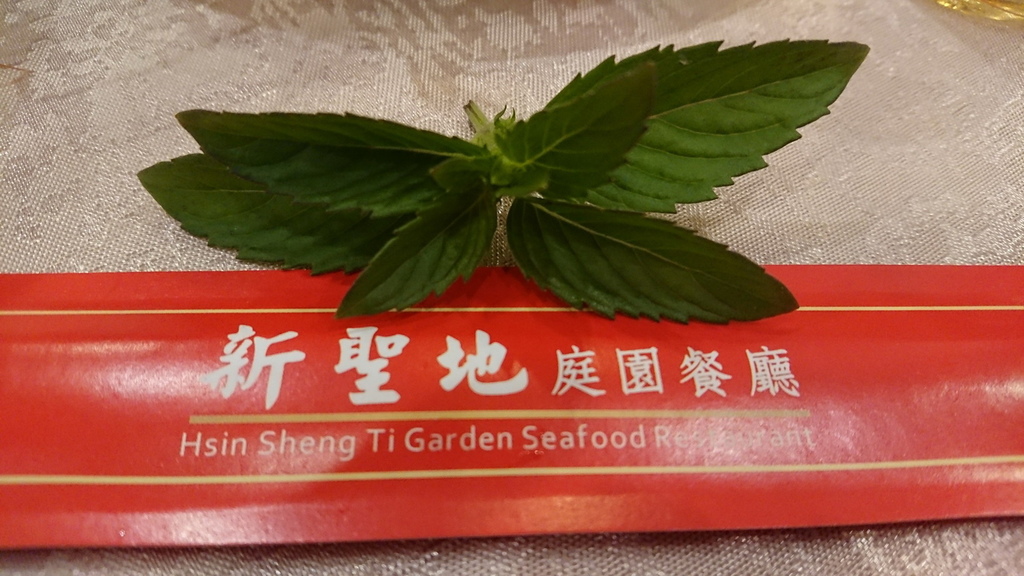 新聖地庭園餐廳
Hsin Sheng Ti Garden Seafood Restaurant